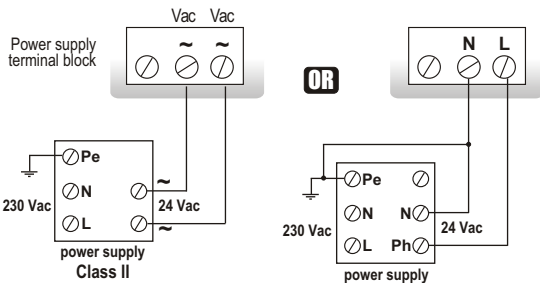 Vac Vac
Power supply
terminal block
~ ~
Pe
N
L
230 Vac
~
24 Vac
~
power supply
Class II
OR
N L
Pe
N N
L Ph
230 Vac
24 Vac
power supply